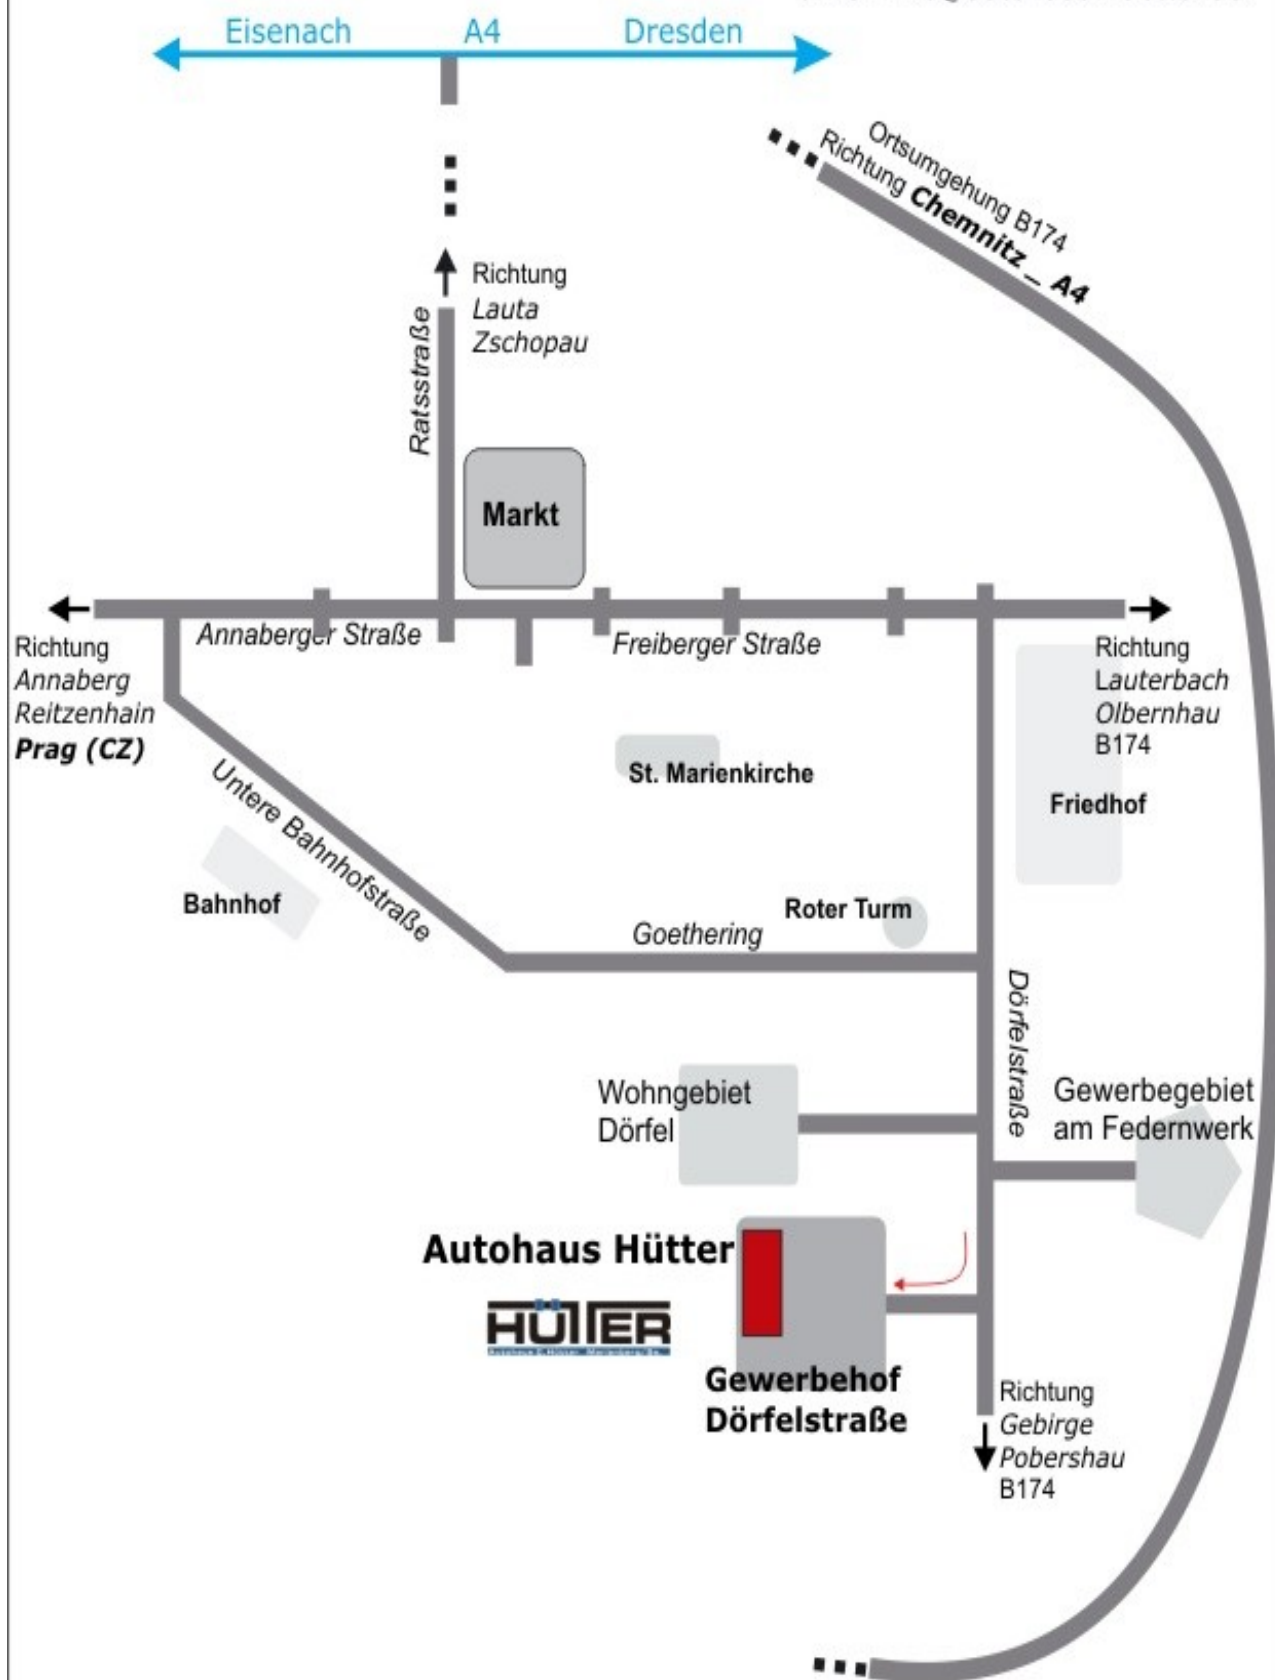 Eisenach A4 Dresden
Ortsumgehung B174
Richtung Chemnitz _ A4
Richtung
Lauta
Zschopau
Ratsstraße
Markt
Annaberger Straße
Freiberger Straße
Richtung
Annaberg
Reitzenhain
Prag (CZ)
Richtung
Lauterbach
Olbernhau
B174
St. Marienkirche
Friedhof
Untere Bahnhofstraße
Bahnhof
Roter Turm
Goethering
Dörfelstraße
Wohngebiet
Dörfel
Gewerbegebiet
am Federnwerk
Autohaus Hütter
HÜTTER
Gewerbehof
Dörfelstraße
Richtung
Gebirge
Pobershau
B174